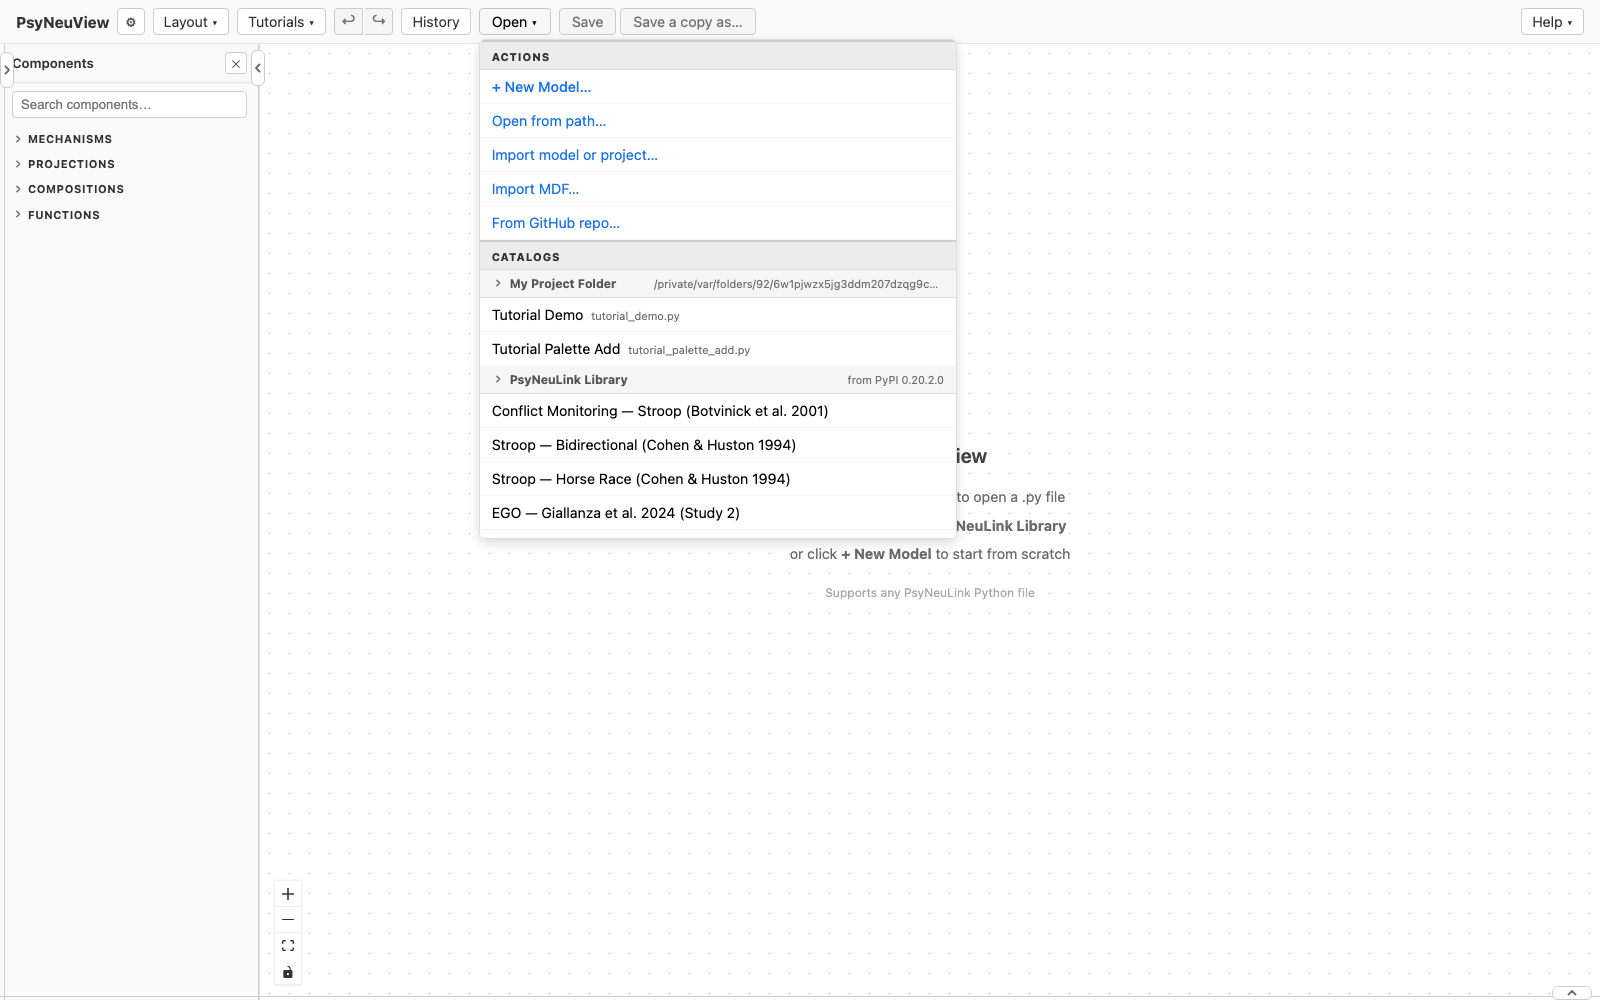 PsyNeuView ⚙ Layout ▾ Tutorials ▾ ↩ ↪ History Open ▾ Save Save a copy as... Help ▾
Components ×
Search components...
MECHANISMS
PROJECTIONS
COMPOSITIONS
FUNCTIONS
ACTIONS
+ New Model...
Open from path...
Import model or project...
Import MDF...
From GitHub repo...
CATALOGS
My Project Folder /private/var/folders/92/6w1pjwzx5jg3ddm207dzqg9c...
Tutorial Demo tutorial_demo.py
Tutorial Palette Add tutorial_palette_add.py
PsyNeuLink Library from PyPI 0.20.2.0
Conflict Monitoring — Stroop (Botvinick et al. 2001)
Stroop — Bidirectional (Cohen & Huston 1994)
Stroop — Horse Race (Cohen & Huston 1994)
EGO — Giallanza et al. 2024 (Study 2)
iew
to open a .py file
NeuLink Library
or click + New Model to start from scratch
Supports any PsyNeuLink Python file